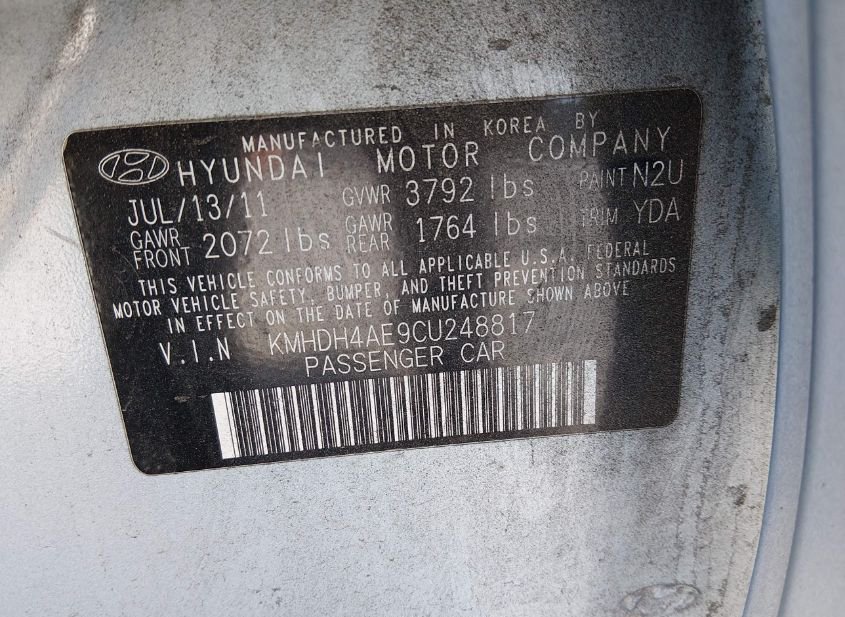 MANUFACTURED IN KOREA BY
HYUNDAI MOTOR COMPANY
JUL/13/11 GVWR 3792 lbs PAINT N2U
GAWR FRONT 2072 lbs GAWR REAR 1764 lbs TRIM YDA
THIS VEHICLE CONFORMS TO ALL APPLICABLE U.S.A. FEDERAL
MOTOR VEHICLE SAFETY, BUMPER, AND THEFT PREVENTION STANDARDS
IN EFFECT ON THE DATE OF MANUFACTURE SHOWN ABOVE
V.I.N KMHDH4AE9CU248817
PASSENGER CAR